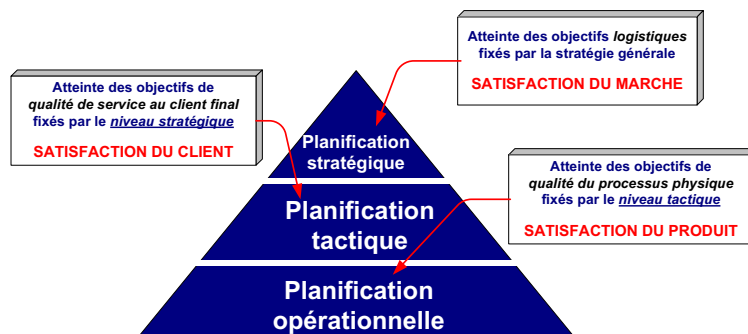 Atteinte des objectifs logistiques
fixés par la stratégie générale
SATISFACTION DU MARCHE
Atteinte des objectifs de
qualité de service au client final
fixés par le niveau stratégique
SATISFACTION DU CLIENT
Planification
stratégique
Atteinte des objectifs de
qualité du processus physique
fixés par le niveau tactique
SATISFACTION DU PRODUIT
Planification
tactique
Planification
opérationnelle